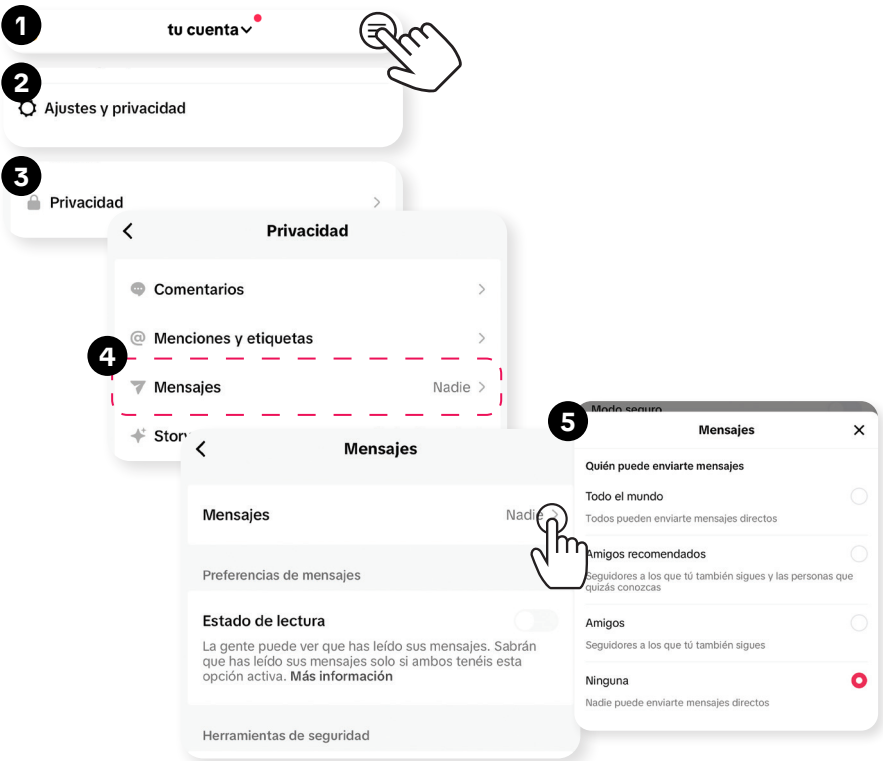 1
tu cuenta
2
Ajustes y privacidad
3
Privacidad
Privacidad
Comentarios
@ Menciones y etiquetas
4
Mensajes Nadie
Story
Mensajes
Mensajes Nadie
Preferencias de mensajes
Estado de lectura
La gente puede ver que has leído sus mensajes. Sabrán
que has leído sus mensajes solo si ambos tenéis esta
opción activa. Más información
Herramientas de seguridad
5
Modo seguro
Mensajes
Quién puede enviarte mensajes
Todo el mundo
Todos pueden enviarte mensajes directos
Amigos recomendados
Seguidores a los que tú también sigues y las personas que
quizás conozcas
Amigos
Seguidores a los que tú también sigues
Ninguna
Nadie puede enviarte mensajes directos